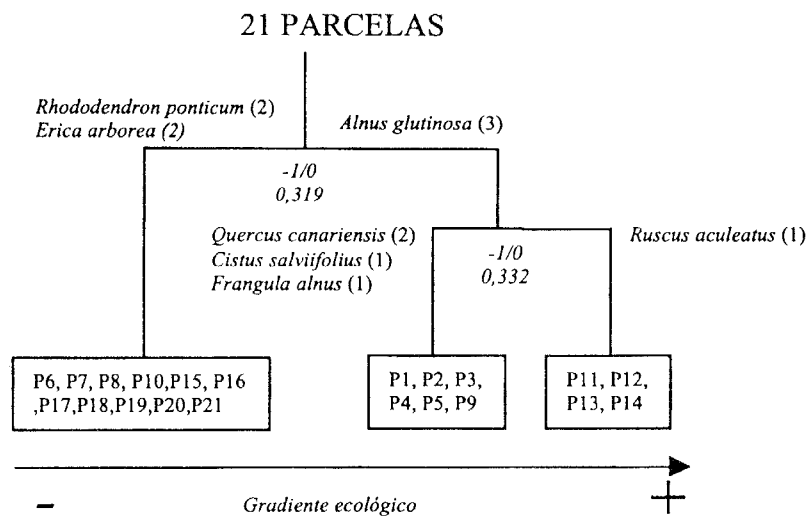 21 PARCELAS
Rhododendron ponticum (2)
Erica arborea (2)
Alnus glutinosa (3)
-1/0
0,319
Quercus canariensis (2)
Cistus salviifolius (1)
Frangula alnus (1)
-1/0
0,332
Ruscus aculeatus (1)
P6, P7, P8, P10,P15, P16
,P17,P18,P19,P20,P21
P1, P2, P3,
P4, P5, P9
P11, P12,
P13, P14
− Gradiente ecológico +